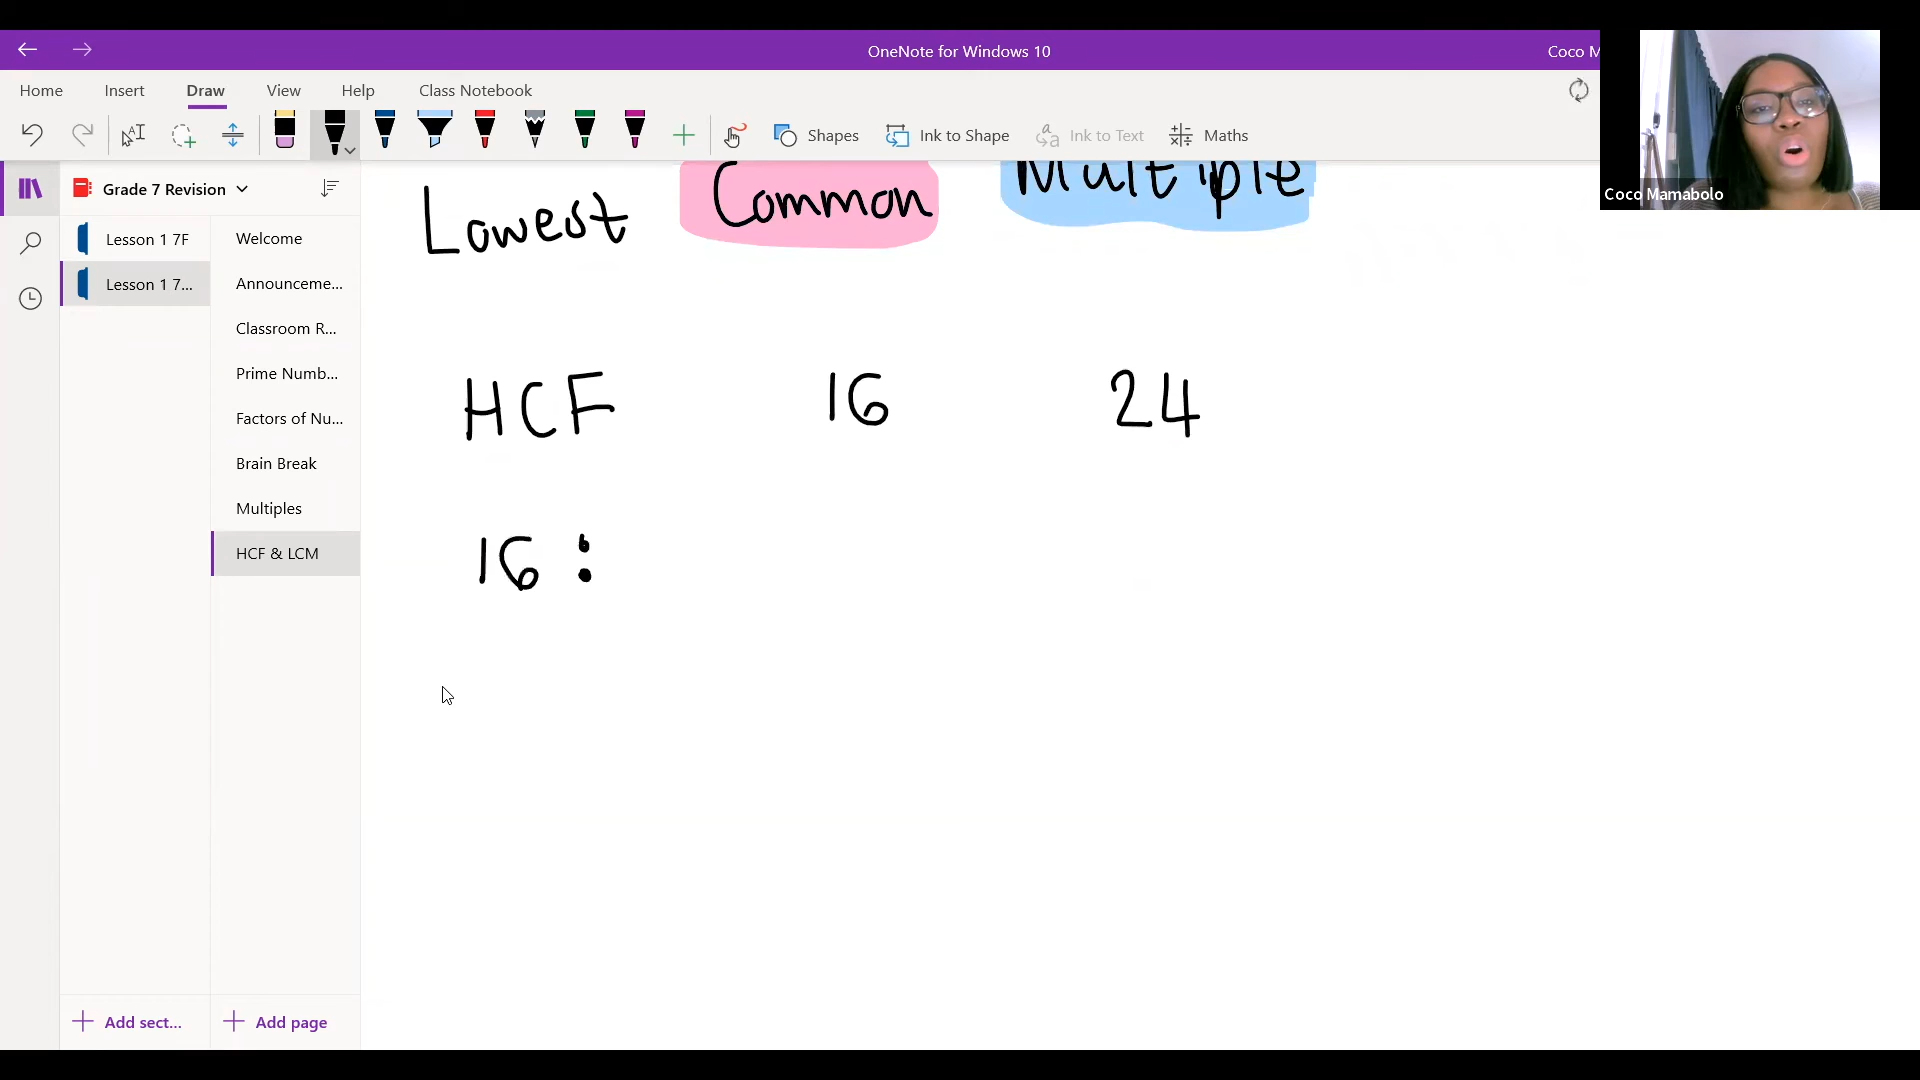 OneNote for Windows 10
Coco M
Home Insert Draw View Help Class Notebook
Shapes Ink to Shape Ink to Text Maths
Coco Mamabolo
Grade 7 Revision
Lesson 1 7F
Lesson 1 7...
Welcome
Announceme...
Classroom R...
Prime Numb...
Factors of Nu...
Brain Break
Multiples
HCF & LCM
Add sect...
Add page
Lowest Common Multiple
HCF 16 24
16 :